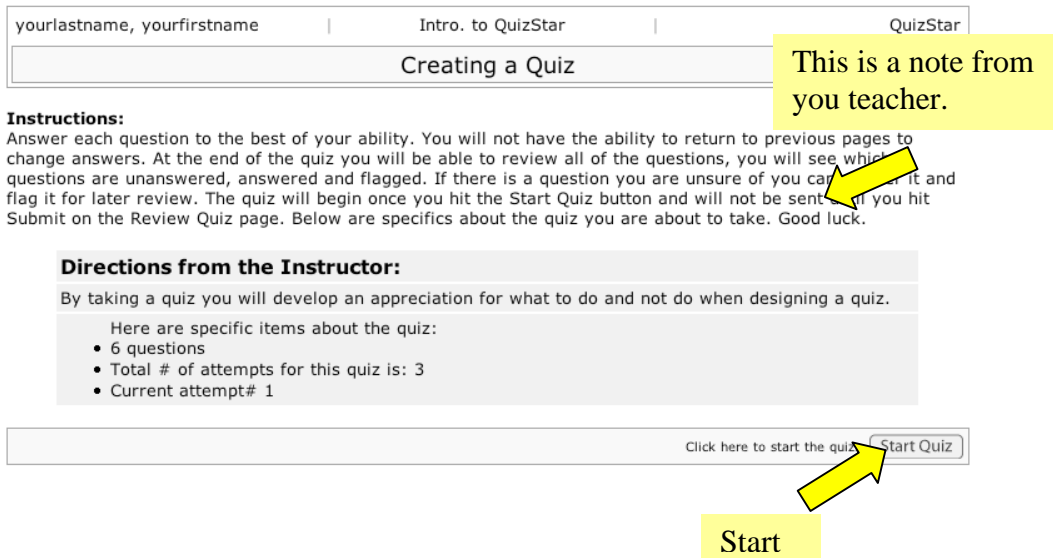 yourlastname, yourfirstname | Intro. to QuizStar | QuizStar
Creating a Quiz
This is a note from
you teacher.
Instructions:
Answer each question to the best of your ability. You will not have the ability to return to previous pages to
change answers. At the end of the quiz you will be able to review all of the questions, you will see which
questions are unanswered, answered and flagged. If there is a question you are unsure of you can it and
flag it for later review. The quiz will begin once you hit the Start Quiz button and will not be sent you hit
Submit on the Review Quiz page. Below are specifics about the quiz you are about to take. Good luck.
Directions from the Instructor:
By taking a quiz you will develop an appreciation for what to do and not do when designing a quiz.
Here are specific items about the quiz:
• 6 questions
• Total # of attempts for this quiz is: 3
• Current attempt# 1
Click here to start the quiz Start Quiz
Start